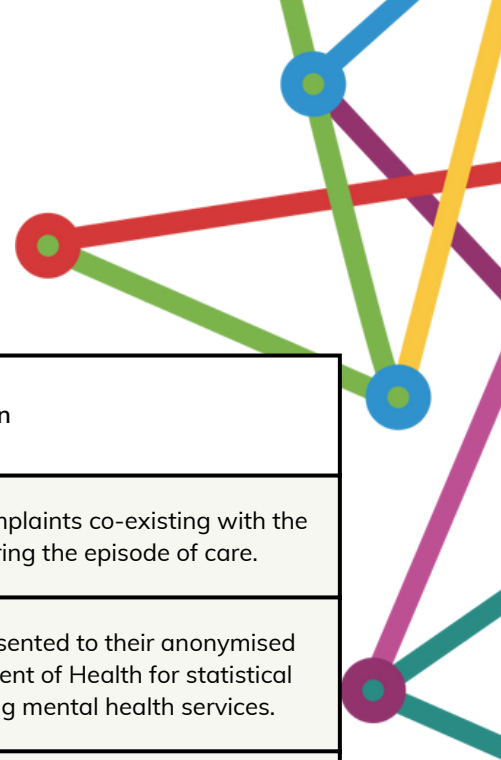 n
nplaints co-existing with the
ring the episode of care.
sented to their anonymised
ent of Health for statistical
g mental health services.